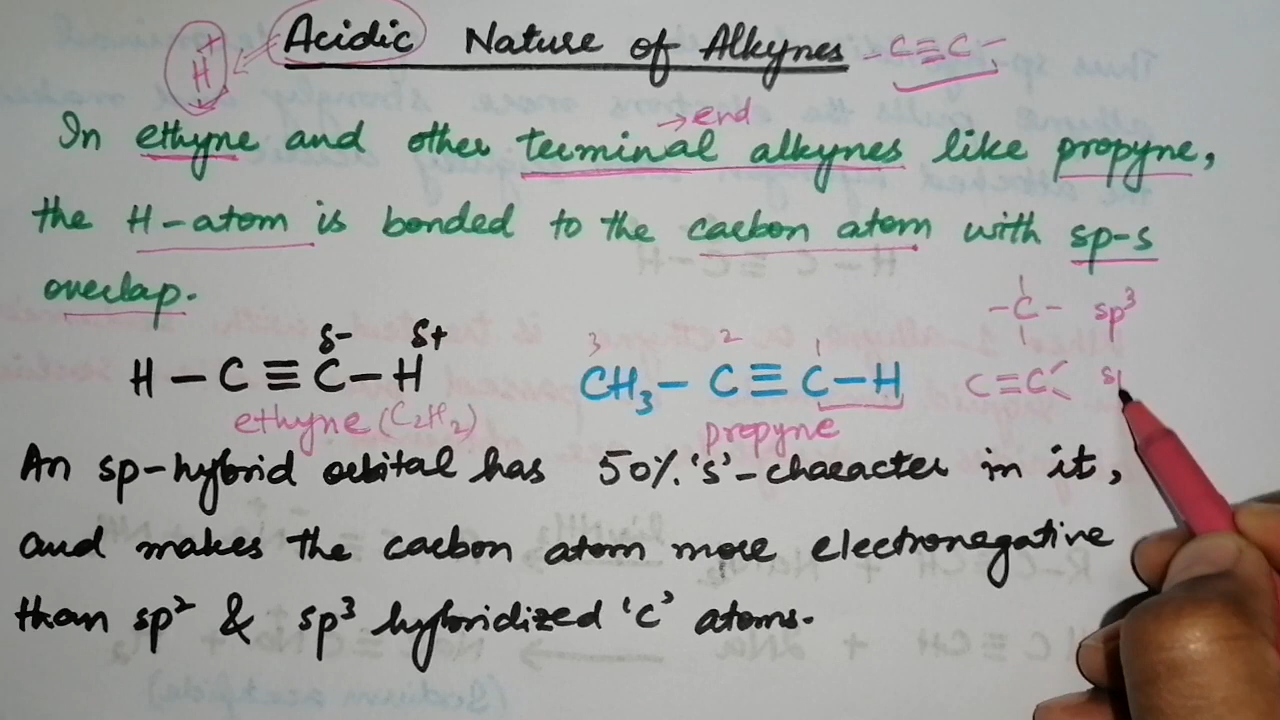 H+ Acidic Nature of Alkynes -C≡C-
→end
In ethyne and other terminal alkynes like propyne,
the H-atom is bonded to the carbon atom with sp-s
overlap.
-C- sp³
δ- δ+
3 2 1
H-C≡C-H CH₃-C≡C-H C=C s
ethyne (C₂H₂) propyne
An sp-hybrid orbital has 50% 's'-character in it,
and makes the carbon atom more electronegative
than sp² & sp³ hybridized 'C' atoms.